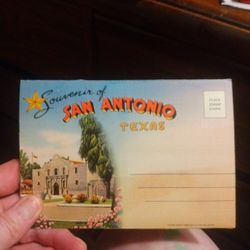 Souvenir of
SAN ANTONIO
TEXAS
PLACE
STAMP
HERE